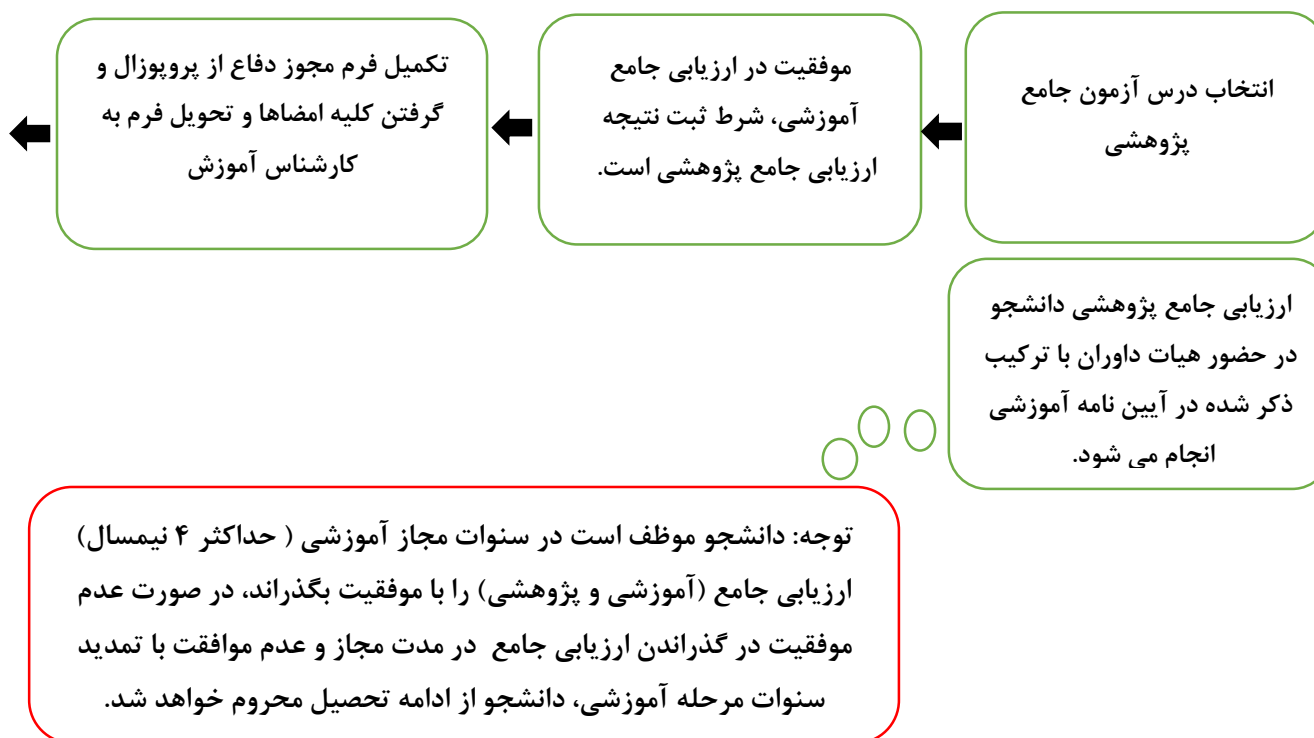 انتخاب درس آزمون جامع
پژوهشی
موفقیت در ارزیابی جامع
آموزشی، شرط ثبت نتیجه
ارزیابی جامع پژوهشی است.
تکمیل فرم مجوز دفاع از پروپوزال و
گرفتن کلیه امضاها و تحویل فرم به
کارشناس آموزش
ارزیابی جامع پژوهشی دانشجو
در حضور هیات داوران با ترکیب
ذکر شده در آیین نامه آموزشی
انجام می شود.
توجه: دانشجو موظف است در سنوات مجاز آموزشی ( حداکثر ۴ نیمسال)
ارزیابی جامع (آموزشی و پژوهشی) را با موفقیت بگذراند، در صورت عدم
موفقیت در گذراندن ارزیابی جامع در مدت مجاز و عدم موافقت با تمدید
سنوات مرحله آموزشی، دانشجو از ادامه تحصیل محروم خواهد شد.